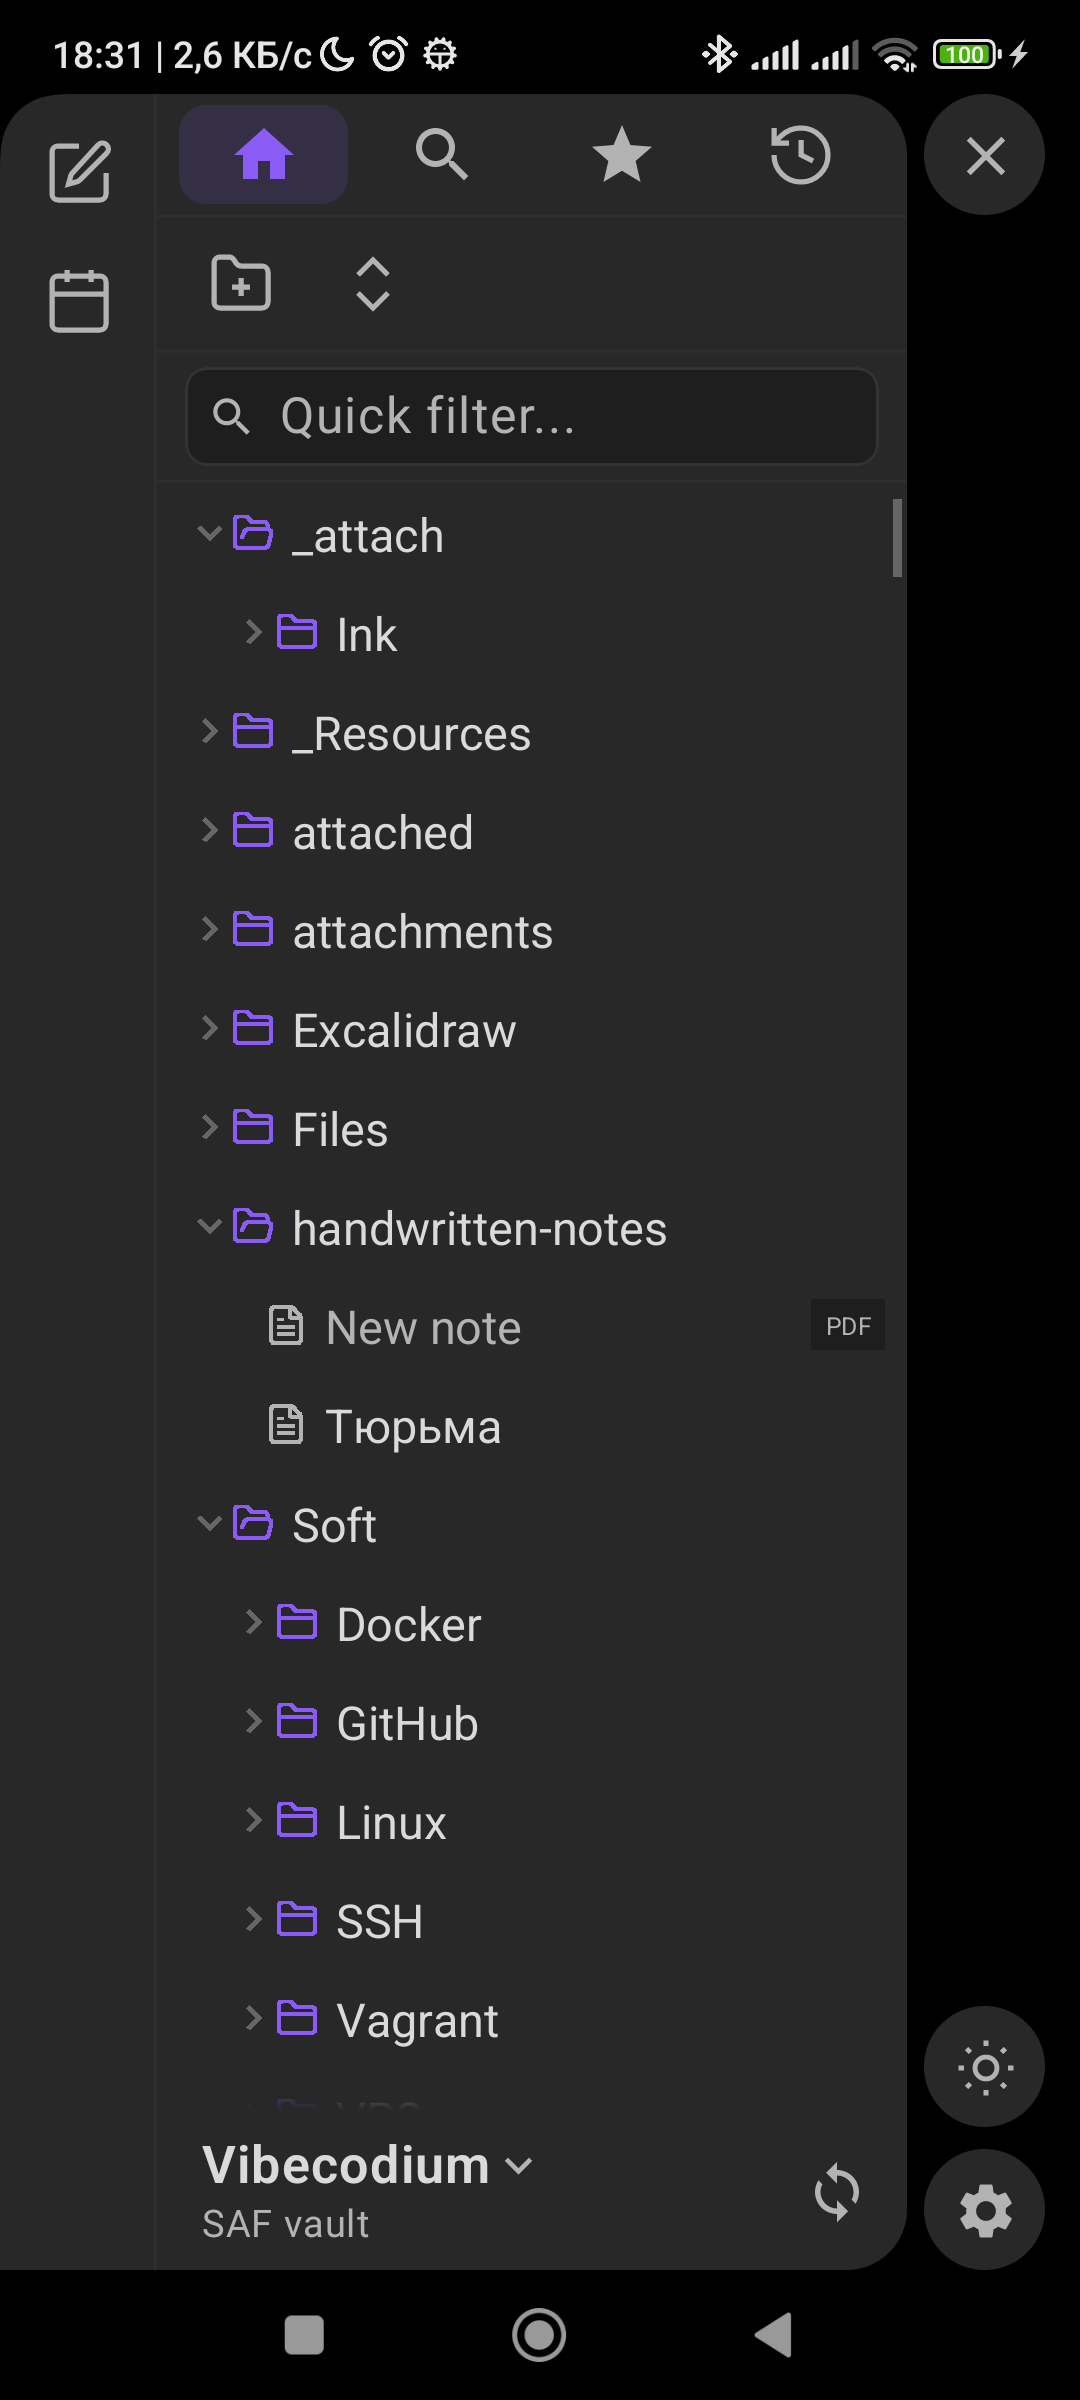 18:31 | 2,6 КБ/с
100
Quick filter...
_attach
Ink
_Resources
attached
attachments
Excalidraw
Files
handwritten-notes
New note PDF
Тюрьма
Soft
Docker
GitHub
Linux
SSH
Vagrant
Vibecodium
SAF vault